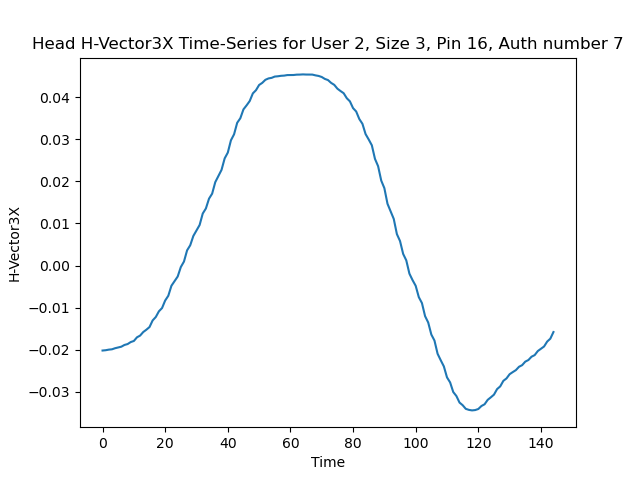 Head H-Vector3X Time-Series for User 2, Size 3, Pin 16, Auth number 7
0.04
0.03
0.02
0.01
0.00
−0.01
−0.02
−0.03
H-Vector3X
0 20 40 60 80 100 120 140
Time